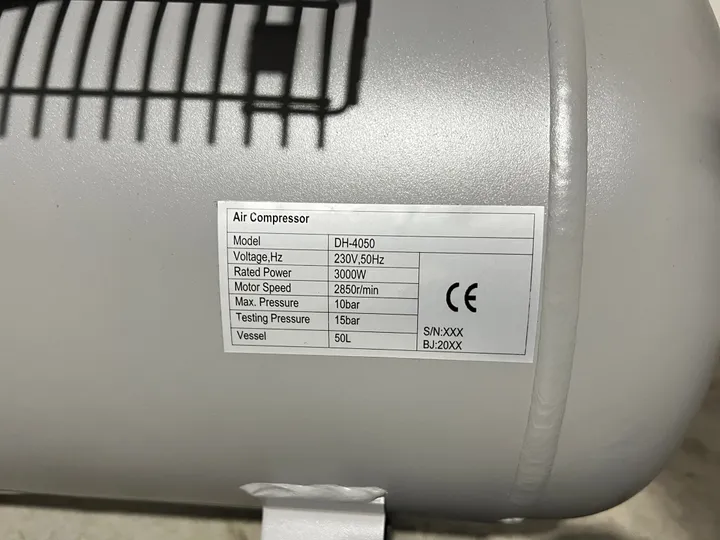 Air Compressor
Model DH-4050
Voltage,Hz 230V,50Hz
Rated Power 3000W
Motor Speed 2850r/min
Max. Pressure 10bar
Testing Pressure 15bar
Vessel 50L
CE
S/N:XXX
BJ:20XX